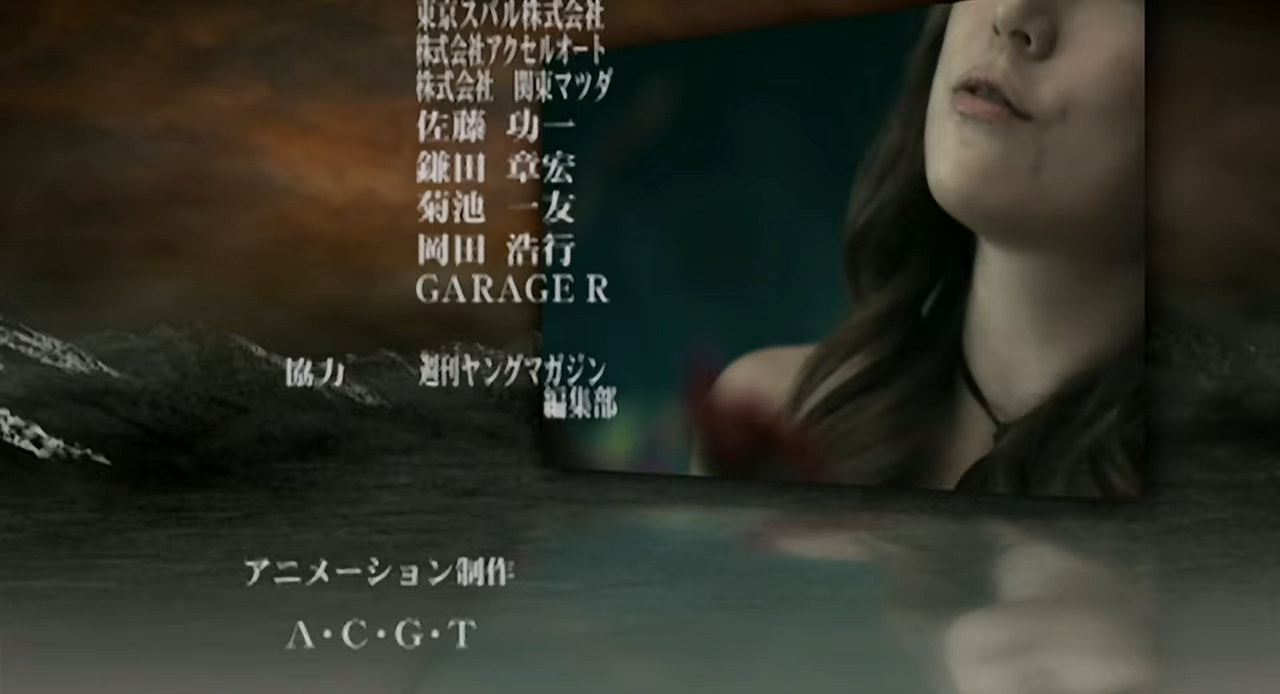 東京スバル株式会社
株式会社アクセルオート
株式会社 関東マツダ
佐藤 功一
鎌田 章宏
菊池 一友
岡田 浩行
GARAGE R
協力 週刊ヤングマガジン
編集部
アニメーション制作
A・C・G・T